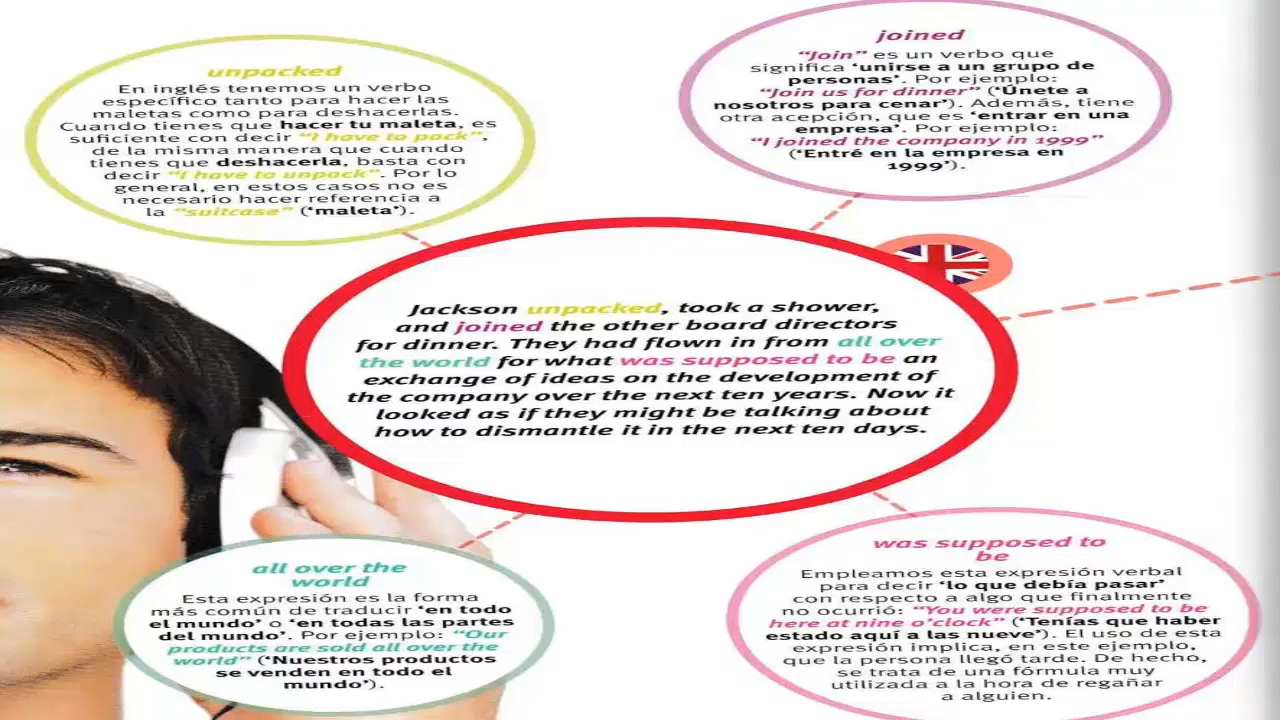 unpacked
En inglés tenemos un verbo
específico tanto para hacer las
maletas como para deshacerlas.
Cuando tienes que hacer tu maleta, es
suficiente con decir “I have to pack”,
de la misma manera que cuando
tienes que deshacerla, basta con
decir “I have to unpack”. Por lo
general, en estos casos no es
necesario hacer referencia a
la “suitcase” (‘maleta’).
joined
“Join” es un verbo que
significa ‘unirse a un grupo de
personas’. Por ejemplo:
“Join us for dinner” (‘Únete a
nosotros para cenar’). Además, tiene
otra acepción, que es ‘entrar en una
empresa’. Por ejemplo:
“I joined the company in 1999”
(‘Entré en la empresa en
1999’).
Jackson unpacked, took a shower,
and joined the other board directors
for dinner. They had flown in from all over
the world for what was supposed to be an
exchange of ideas on the development of
the company over the next ten years. Now it
looked as if they might be talking about
how to dismantle it in the next ten days.
all over the
world
Esta expresión es la forma
más común de traducir ‘en todo
el mundo’ o ‘en todas las partes
del mundo’. Por ejemplo: “Our
products are sold all over the
world” (‘Nuestros productos
se venden en todo el
mundo’).
was supposed to
be
Empleamos esta expresión verbal
para decir ‘lo que debía pasar’
con respecto a algo que finalmente
no ocurrió: “You were supposed to be
here at nine o’clock” (‘Tenías que haber
estado aquí a las nueve’). El uso de esta
expresión implica, en este ejemplo,
que la persona llegó tarde. De hecho,
se trata de una fórmula muy
utilizada a la hora de regañar
a alguien.